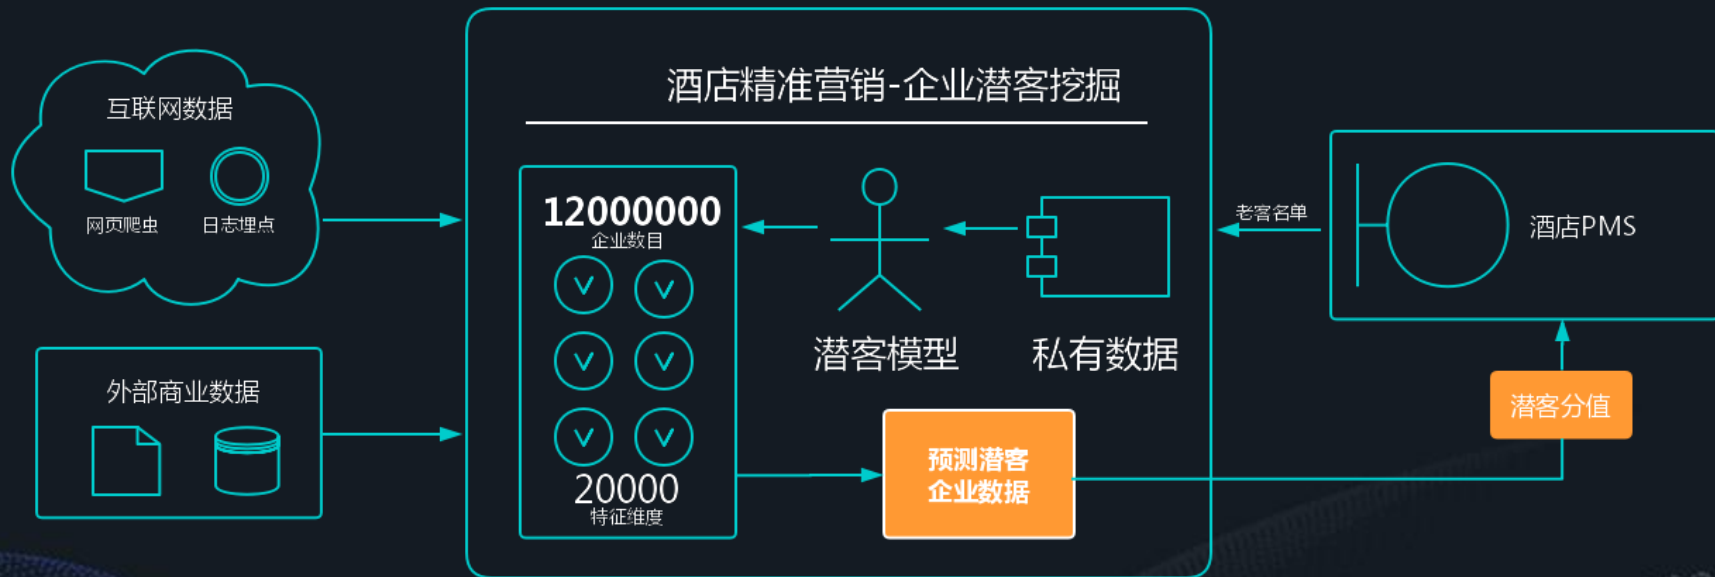 酒店精准营销-企业潜客挖掘
互联网数据
网页爬虫
日志埋点
外部商业数据
12000000
企业数目
V
V
V
V
V
V
20000
特征维度
潜客模型
私有数据
预测潜客
企业数据
老客名单
酒店PMS
潜客分值